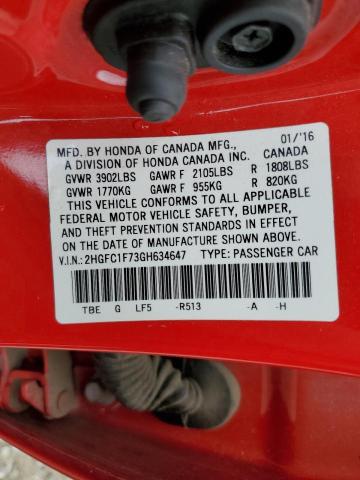 MFD. BY HONDA OF CANADA MFG., 01/'16
A DIVISION OF HONDA CANADA INC. CANADA
GVWR 3902LBS GAWR F 2105LBS R 1808LBS
GVWR 1770KG GAWR F 955KG R 820KG
THIS VEHICLE CONFORMS TO ALL APPLICABLE
FEDERAL MOTOR VEHICLE SAFETY, BUMPER,
AND THEFT PREVENTION STANDARDS IN EFFECT
ON THE DATE OF MANUFACTURE SHOWN ABOVE.
V.I.N.: 2HGFC1F73GH634647 TYPE: PASSENGER CAR
TBE G LF5 -R513 -A -H